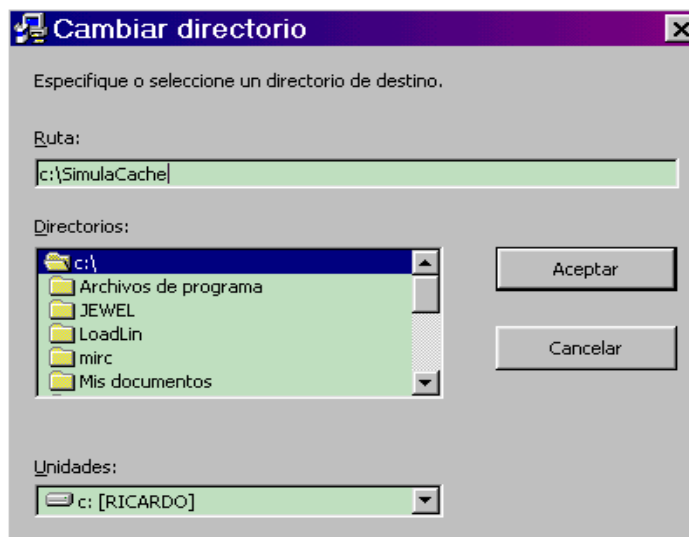 Cambiar directorio
Especifique o seleccione un directorio de destino.
Ruta:
c:\SimulaCache
Directorios:
c:\
Archivos de programa
JEWEL
LoadLin
mirc
Mis documentos
Aceptar
Cancelar
Unidades:
c: [RICARDO]